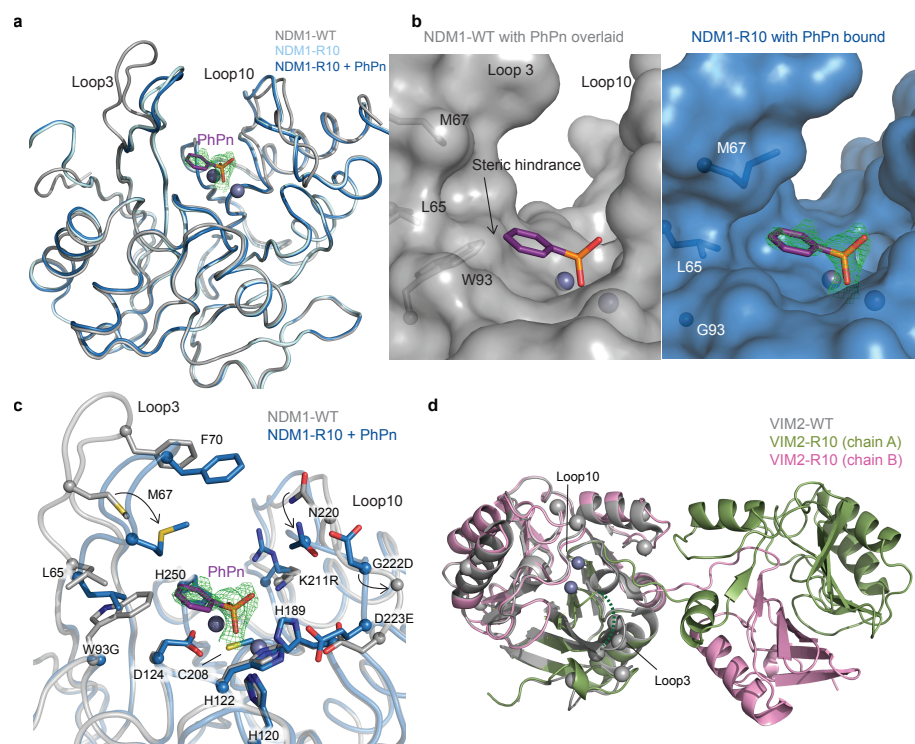 a
NDM1-WT
NDM1-R10
NDM1-R10 + PhPn
Loop3
Loop10
PhPn
b
NDM1-WT with PhPn overlaid
NDM1-R10 with PhPn bound
Loop 3
Loop10
M67
Steric hindrance
L65
W93
M67
L65
G93
c
Loop3
NDM1-WT
NDM1-R10 + PhPn
F70
M67
N220
Loop10
L65
H250
PhPn
K211R
G222D
H189
D223E
W93G
D124
C208
H122
H120
d
VIM2-WT
VIM2-R10 (chain A)
VIM2-R10 (chain B)
Loop10
Loop3